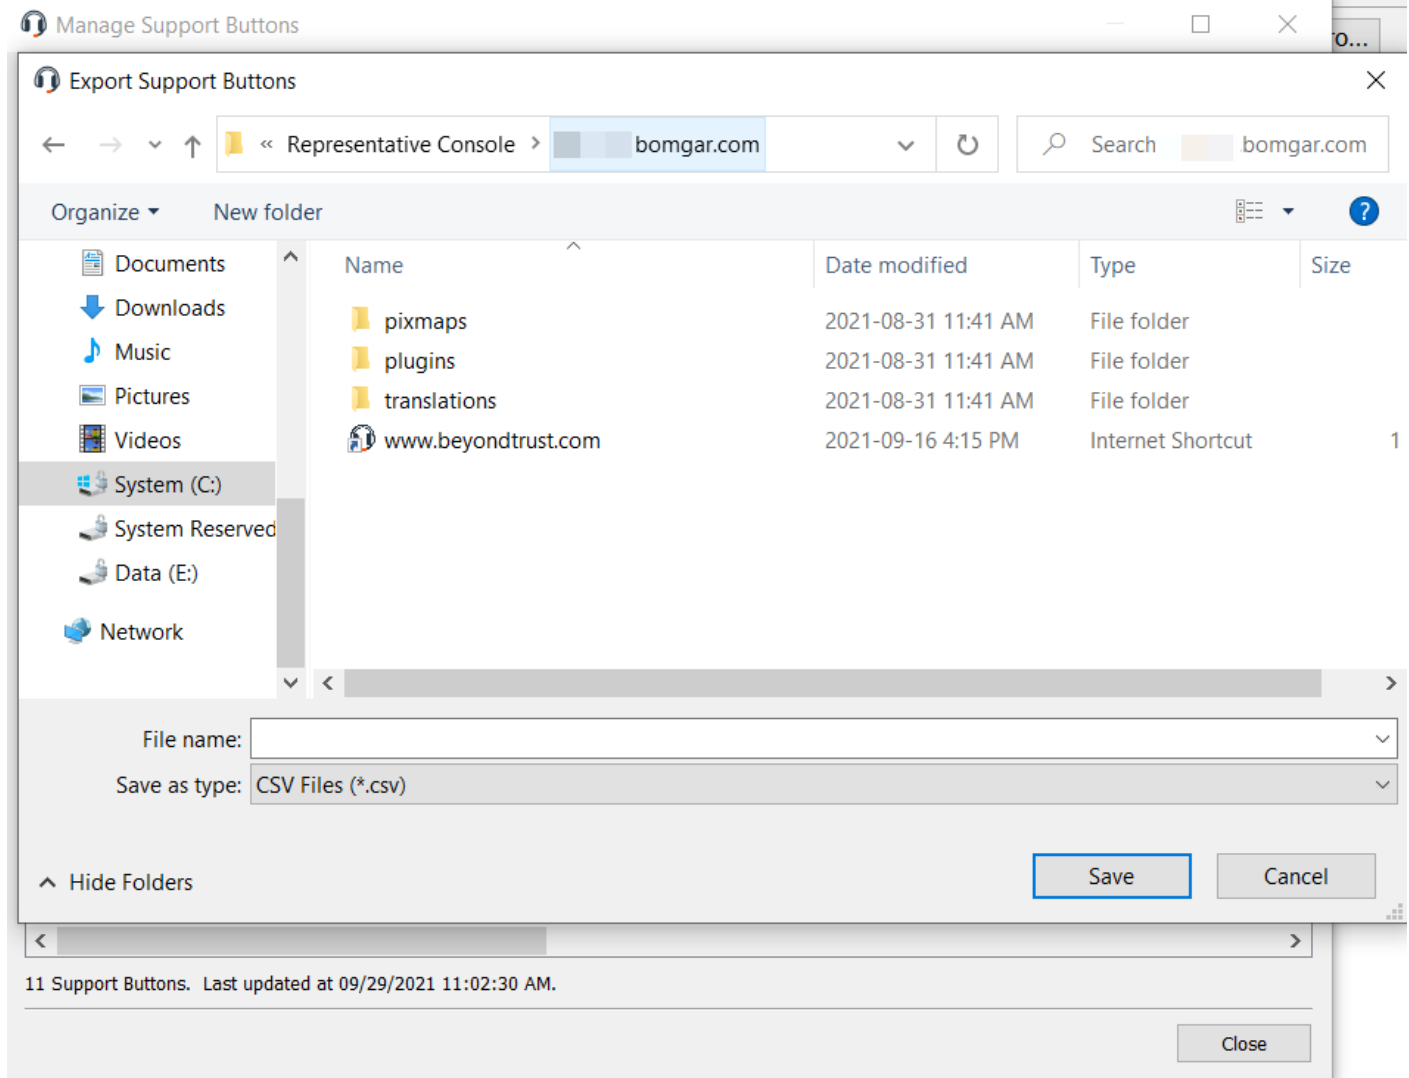 Manage Support Buttons
ro...
Export Support Buttons
« Representative Console > bomgar.com
Search bomgar.com
Organize
New folder
?
Name Date modified Type Size
Documents
Downloads
Music
Pictures
Videos
System (C:)
System Reserved
Data (E:)
Network
pixmaps 2021-08-31 11:41 AM File folder
plugins 2021-08-31 11:41 AM File folder
translations 2021-08-31 11:41 AM File folder
www.beyondtrust.com 2021-09-16 4:15 PM Internet Shortcut 1
File name:
Save as type: CSV Files (*.csv)
Hide Folders
Save
Cancel
11 Support Buttons. Last updated at 09/29/2021 11:02:30 AM.
Close